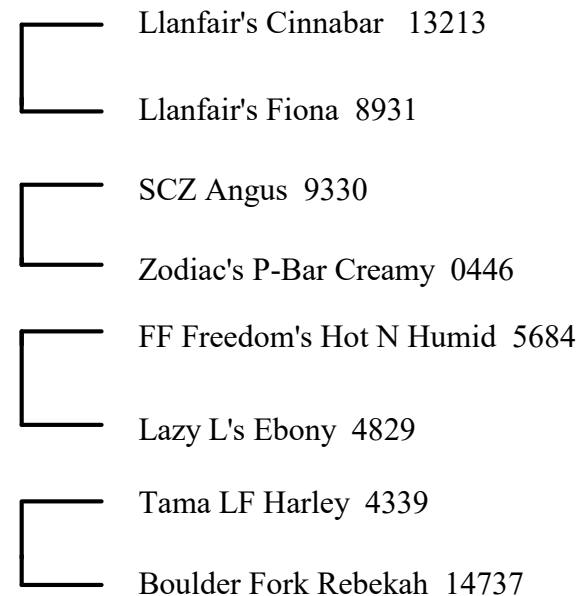 Llanfair's Cinnabar 13213
Llanfair's Fiona 8931
SCZ Angus 9330
Zodiac's P-Bar Creamy 0446
FF Freedom's Hot N Humid 5684
Lazy L's Ebony 4829
Tama LF Harley 4339
Boulder Fork Rebekah 14737